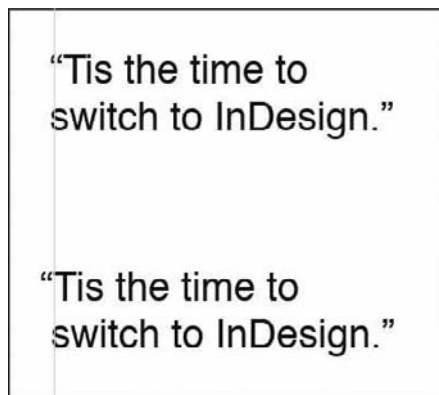 “Tis the time to
switch to InDesign.”
“Tis the time to
switch to InDesign.”